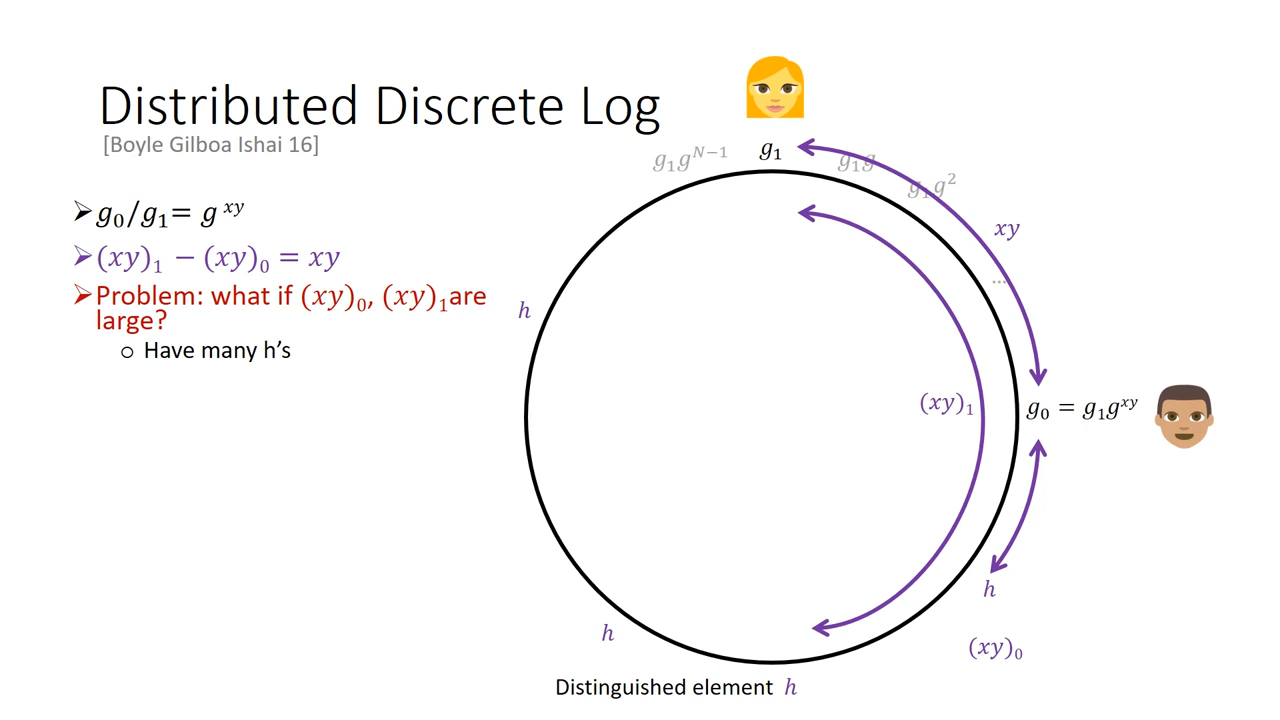 Distributed Discrete Log
[Boyle Gilboa Ishai 16]
➢g₀/g₁= g^xy
➢(xy)₁ − (xy)₀ = xy
➢Problem: what if (xy)₀, (xy)₁are
large?
o Have many h’s
g₁g^N−1
g₁
g₁g
g₁g²
xy
...
h
(xy)₁
g₀ = g₁g^xy
h
h
(xy)₀
Distinguished element h